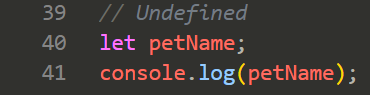 39 // Undefined
40 let petName;
41 console.log(petName);